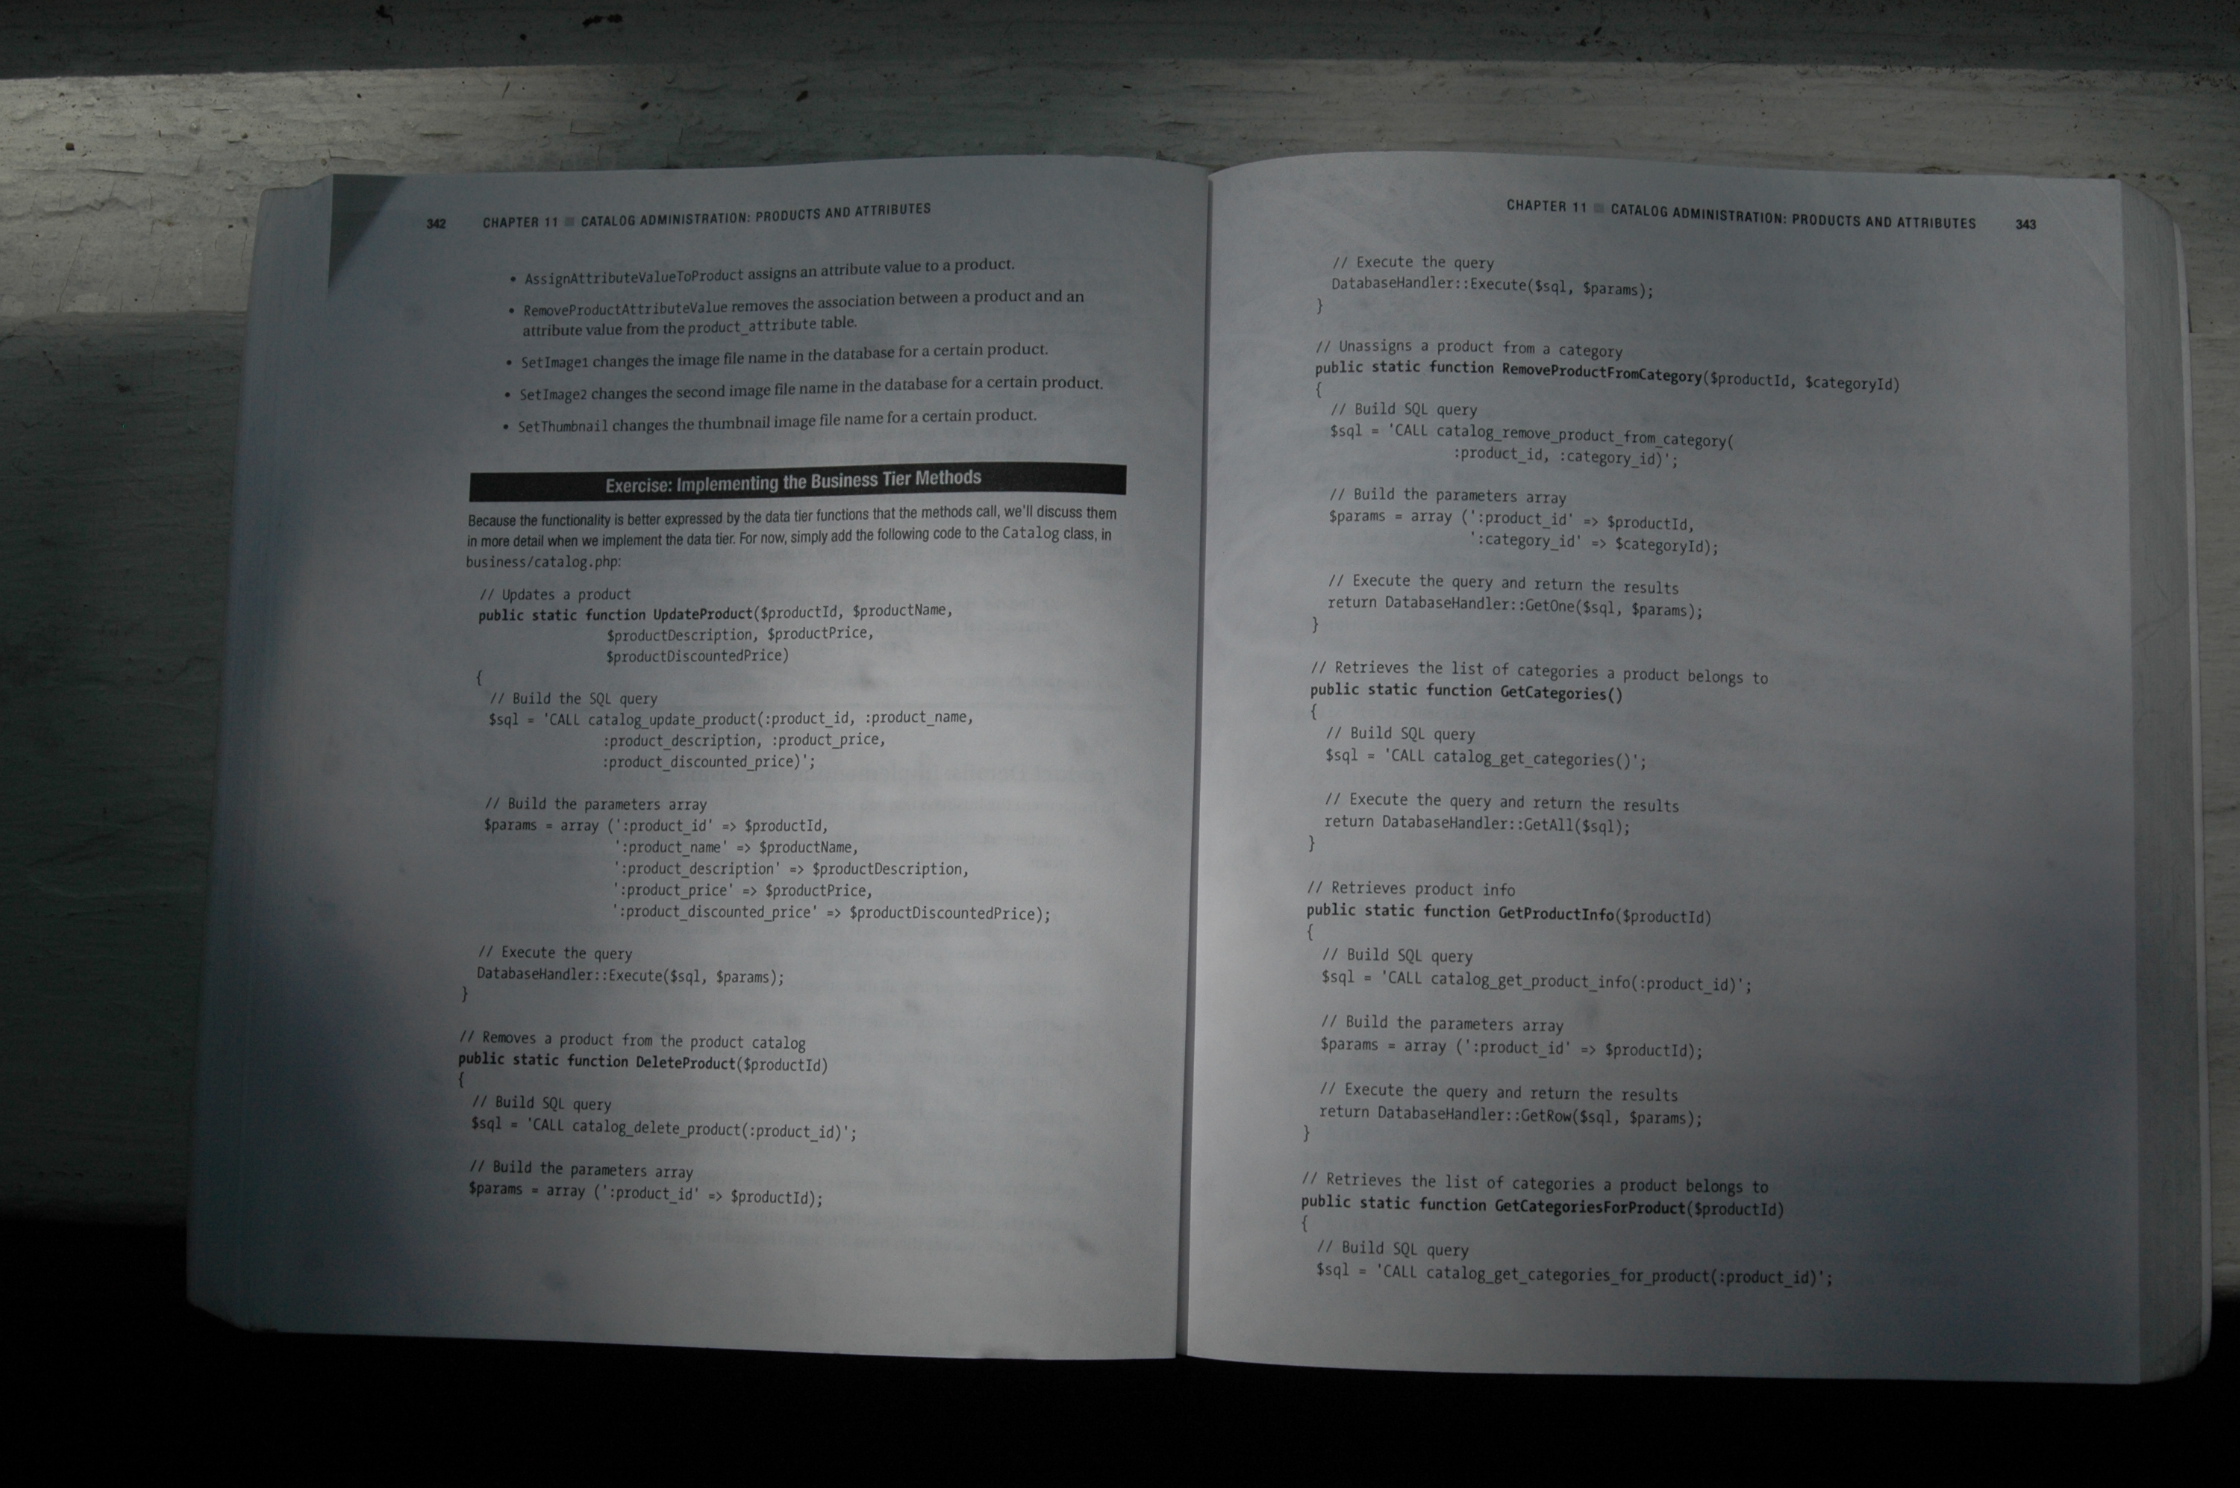 342 CHAPTER 11 ■ CATALOG ADMINISTRATION: PRODUCTS AND ATTRIBUTES
• AssignAttributeValueToProduct assigns an attribute value to a product.
• RemoveProductAttributeValue removes the association between a product and an
attribute value from the product_attribute table.
• SetImage1 changes the image file name in the database for a certain product.
• SetImage2 changes the second image file name in the database for a certain product.
• SetThumbnail changes the thumbnail image file name for a certain product.
Exercise: Implementing the Business Tier Methods
Because the functionality is better expressed by the data tier functions that the methods call, we'll discuss them
in more detail when we implement the data tier. For now, simply add the following code to the Catalog class, in
business/catalog.php:
// Updates a product
public static function UpdateProduct($productId, $productName,
$productDescription, $productPrice,
$productDiscountedPrice)
{
// Build the SQL query
$sql = 'CALL catalog_update_product(:product_id, :product_name,
:product_description, :product_price,
:product_discounted_price)';
// Build the parameters array
$params = array (':product_id' => $productId,
':product_name' => $productName,
':product_description' => $productDescription,
':product_price' => $productPrice,
':product_discounted_price' => $productDiscountedPrice);
// Execute the query
DatabaseHandler::Execute($sql, $params);
}
// Removes a product from the product catalog
public static function DeleteProduct($productId)
{
// Build SQL query
$sql = 'CALL catalog_delete_product(:product_id)';
// Build the parameters array
$params = array (':product_id' => $productId);
CHAPTER 11 ■ CATALOG ADMINISTRATION: PRODUCTS AND ATTRIBUTES 343
// Execute the query
DatabaseHandler::Execute($sql, $params);
}
// Unassigns a product from a category
public static function RemoveProductFromCategory($productId, $categoryId)
{
// Build SQL query
$sql = 'CALL catalog_remove_product_from_category(
:product_id, :category_id)';
// Build the parameters array
$params = array (':product_id' => $productId,
':category_id' => $categoryId);
// Execute the query and return the results
return DatabaseHandler::GetOne($sql, $params);
}
// Retrieves the list of categories a product belongs to
public static function GetCategories()
{
// Build SQL query
$sql = 'CALL catalog_get_categories()';
// Execute the query and return the results
return DatabaseHandler::GetAll($sql);
}
// Retrieves product info
public static function GetProductInfo($productId)
{
// Build SQL query
$sql = 'CALL catalog_get_product_info(:product_id)';
// Build the parameters array
$params = array (':product_id' => $productId);
// Execute the query and return the results
return DatabaseHandler::GetRow($sql, $params);
}
// Retrieves the list of categories a product belongs to
public static function GetCategoriesForProduct($productId)
{
// Build SQL query
$sql = 'CALL catalog_get_categories_for_product(:product_id)';